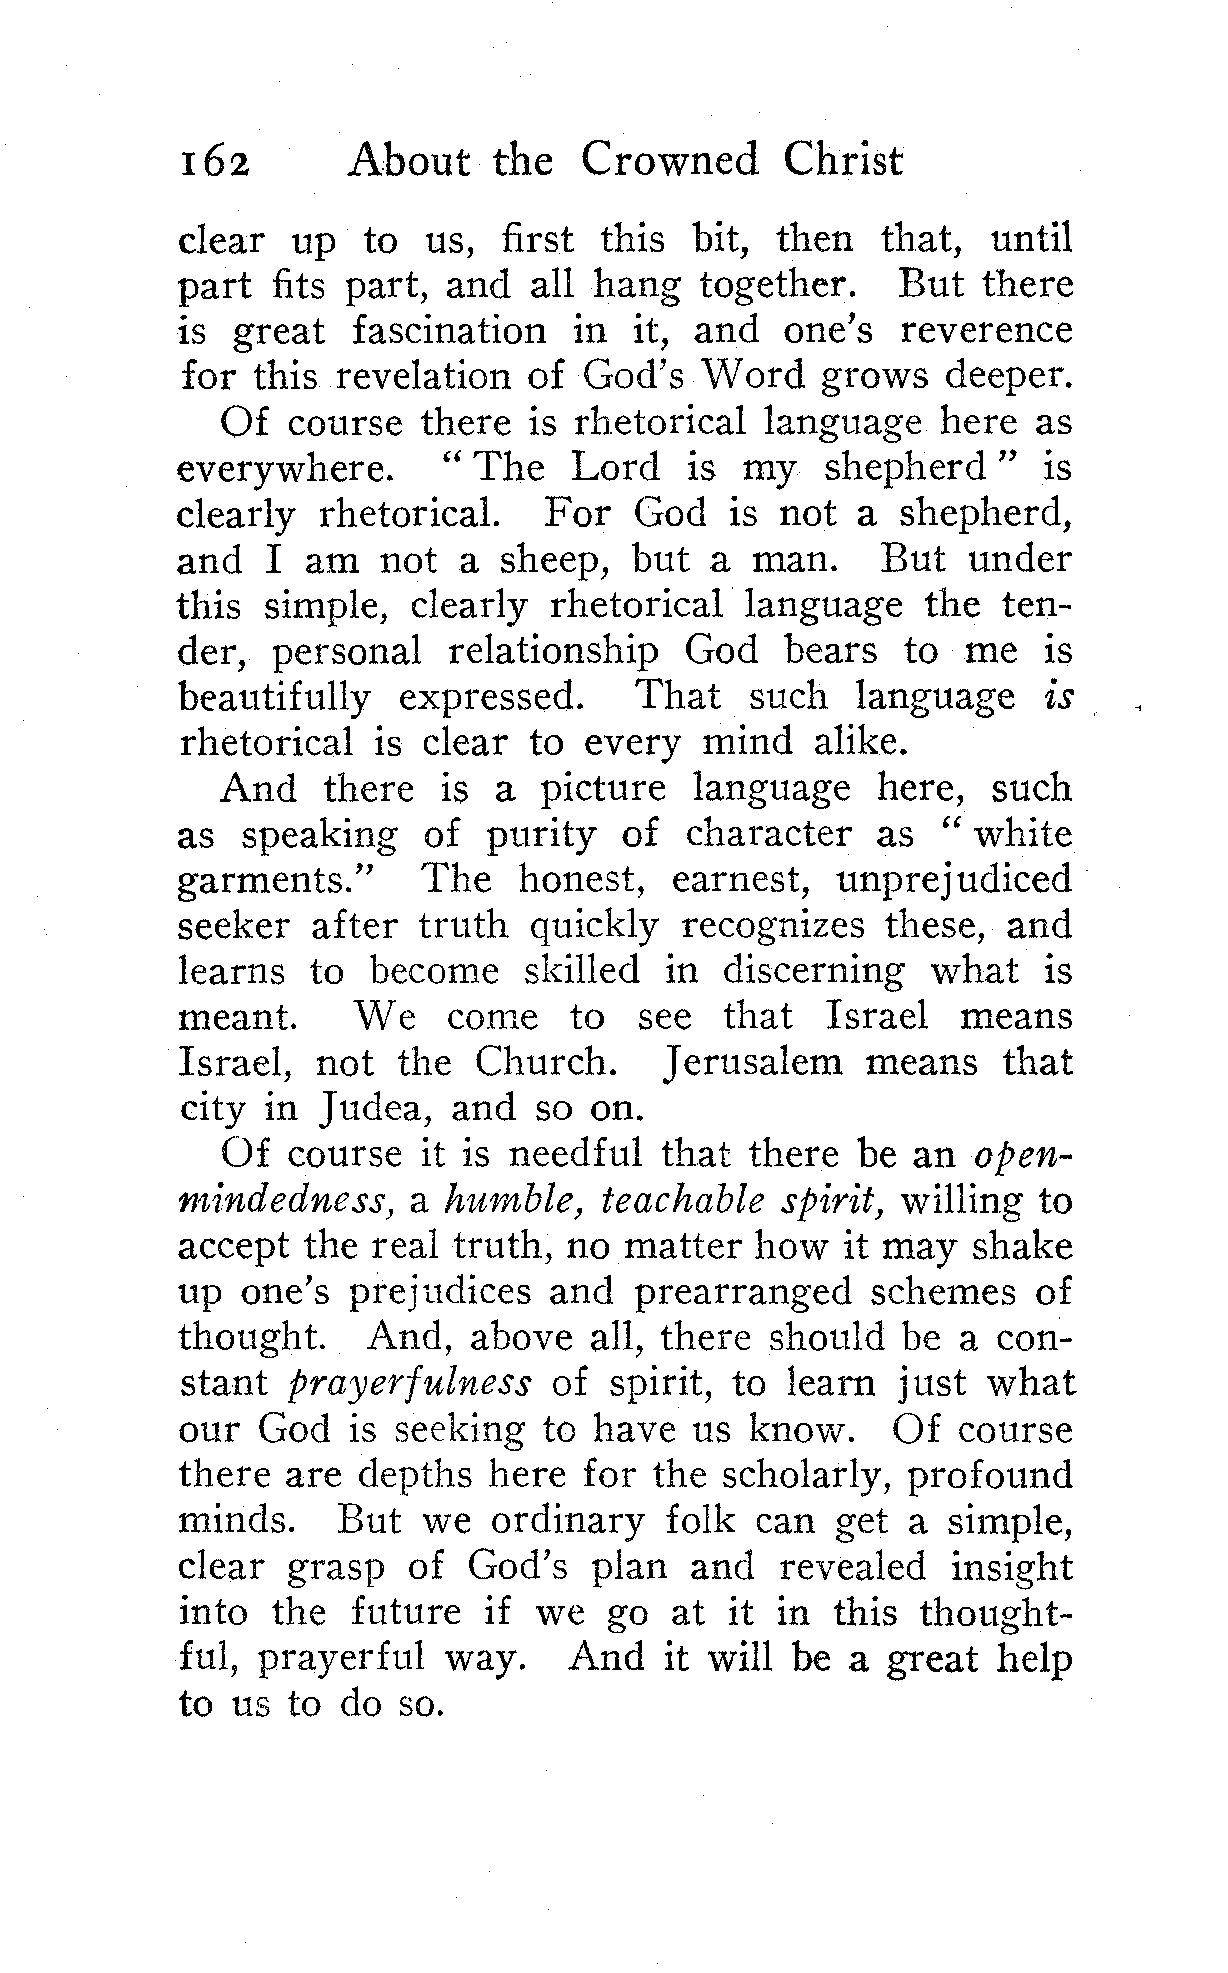 162 About the Crowned Christ
clear up to us, first this bit, then that, until
part fits part, and all hang together. But there
is great fascination in it, and one's reverence
for this revelation of God's Word grows deeper.
Of course there is rhetorical language here as
everywhere. " The Lord is my shepherd " is
clearly rhetorical. For God is not a shepherd,
and I am not a sheep, but a man. But under
this simple, clearly rhetorical language the ten-
der, personal relationship God bears to me is
beautifully expressed. That such language is
rhetorical is clear to every mind alike.
And there is a picture language here, such
as speaking of purity of character as " white
garments." The honest, earnest, unprejudiced
seeker after truth quickly recognizes these, and
learns to become skilled in discerning what is
meant. We come to see that Israel means
Israel, not the Church. Jerusalem means that
city in Judea, and so on.
Of course it is needful that there be an open-
mindedness, a humble, teachable spirit, willing to
accept the real truth, no matter how it may shake
up one's prejudices and prearranged schemes of
thought. And, above all, there should be a con-
stant prayerfulness of spirit, to learn just what
our God is seeking to have us know. Of course
there are depths here for the scholarly, profound
minds. But we ordinary folk can get a simple,
clear grasp of God's plan and revealed insight
into the future if we go at it in this thought-
ful, prayerful way. And it will be a great help
to us to do so.